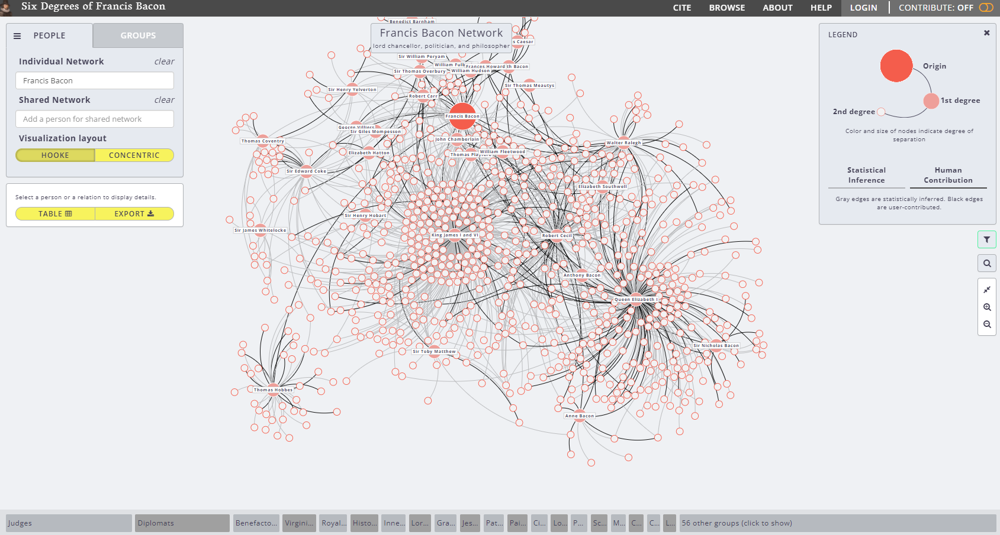 Six Degrees of Francis Bacon
CITE
BROWSE
ABOUT
HELP
LOGIN
CONTRIBUTE: OFF
PEOPLE
GROUPS
Individual Network
clear
Francis Bacon
Shared Network
clear
Add a person for shared network
Visualization layout
HOOKE
CONCENTRIC
Select a person or a relation to display details.
TABLE
EXPORT
Benedict Barnham
Francis Bacon Network
lord chancellor, politician, and philosopher
s Caesar
Sir William Peryam
William Fulb
Frances Howard
th Bacon
Sir Thomas Overbury
William Hudson
Sir Henry Yelverton
Robert Carr
Sir Thomas Meautys
Francis Bacon
George Villiers
Sir Giles Mompesson
Thomas Coventry
John Chamberlain
Walter Ralegh
Elizabeth Hatton
Thomas Play
William Fleetwood
Sir Edward Coke
Elizabeth Southwell
Sir Henry Hobart
Sir James Whitelocke
King James I and VI
Robert Cecil
Anthony Bacon
Queen Elizabeth I
Sir Nicholas Bacon
Sir Toby Matthew
Thomas Hobbes
Anne Bacon
LEGEND
Origin
1st degree
2nd degree
Color and size of nodes indicate degree of
separation
Statistical
Inference
Human
Contribution
Gray edges are statistically inferred. Black edges
are user-contributed.
Judges
Diplomats
Benefacto...
Virgini...
Royal...
Histo...
Inne...
Lor...
Gra...
Jes...
Pat...
Pai...
Ci...
Lo...
P...
Sc...
M...
C...
C...
L...
56 other groups (click to show)